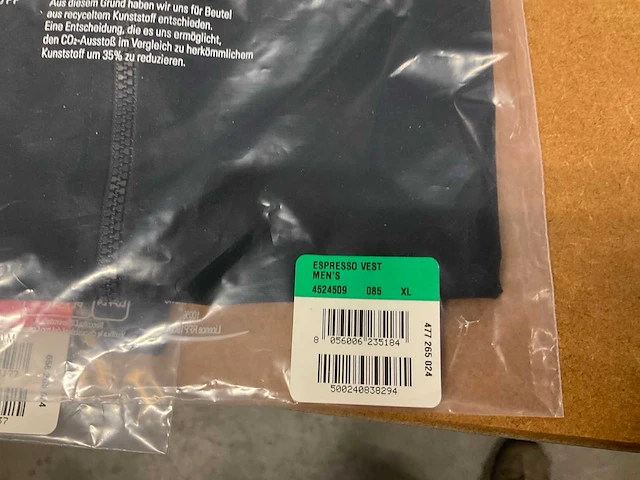 Aus diesem Grund haben wir uns für Beutel
aus recyceltem Kunststoff entschieden.
Eine Entscheidung, die es uns ermöglicht,
den CO₂-Ausstoß im Vergleich zu herkömmlichem
Kunststoff um 35% zu reduzieren.
ESPRESSO VEST
MEN'S
4524509 085 XL
8 056006 235184
477 265 024
500240838294